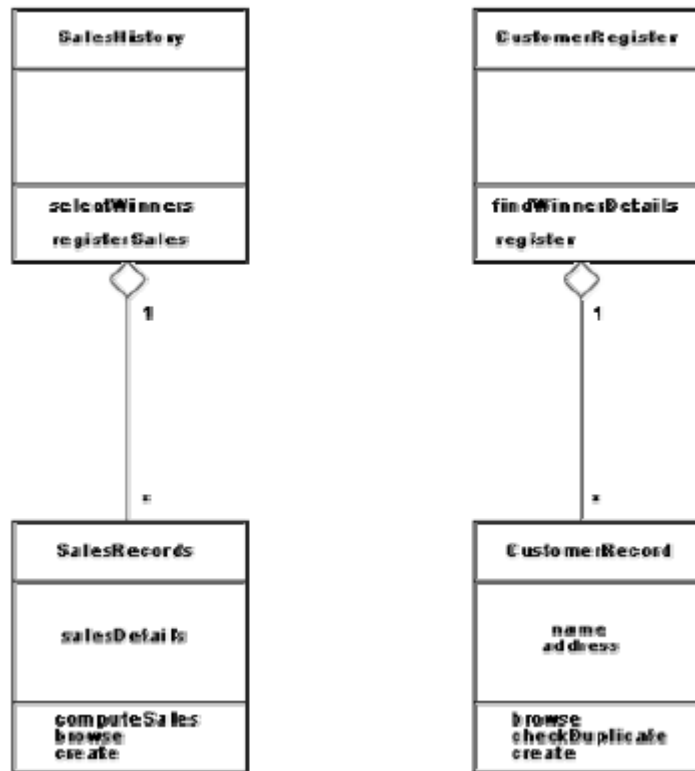 SalesHistory
selectWinners
registerSales
1
*
SalesRecords
salesDetails
computeSales
browse
create
CustomerRegister
findWinnerDetails
register
1
*
CustomerRecord
name
address
browse
checkDuplicate
create